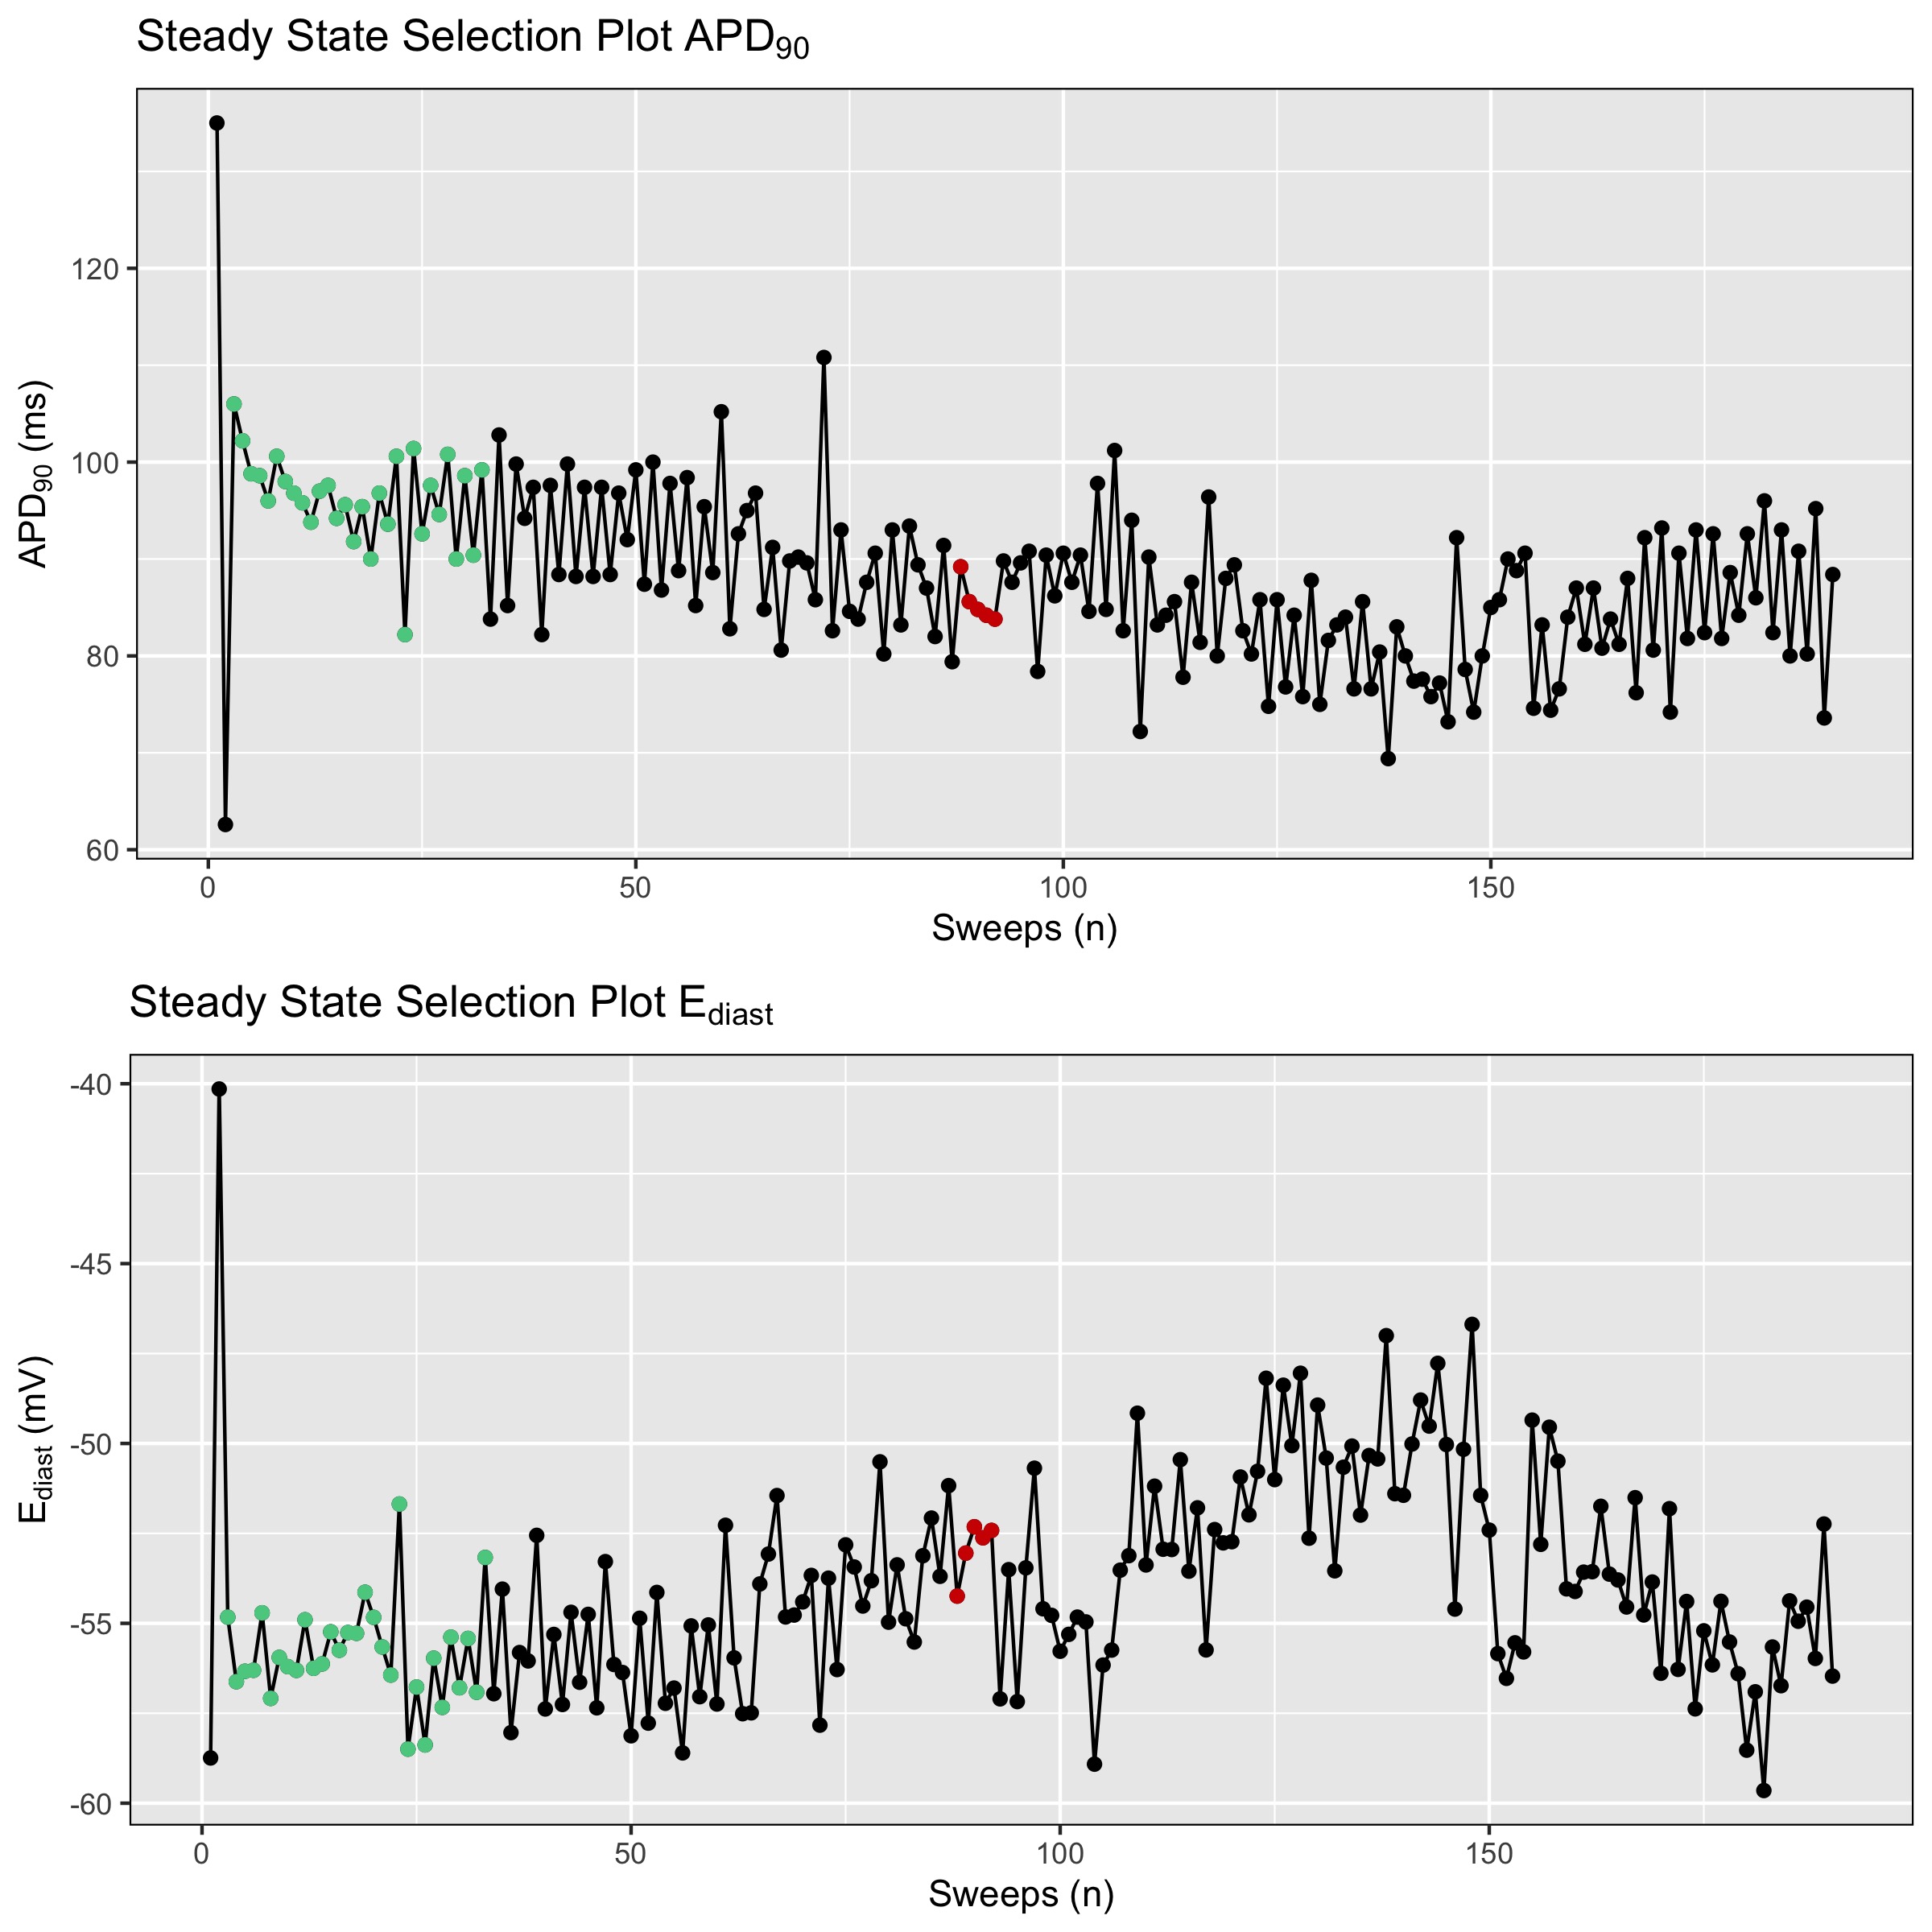 Steady State Selection Plot APD90
APD90 (ms)
120
100
80
60
0 50 100 150
Sweeps (n)
Steady State Selection Plot Ediast
Ediast (mV)
-40
-45
-50
-55
-60
0 50 100 150
Sweeps (n)